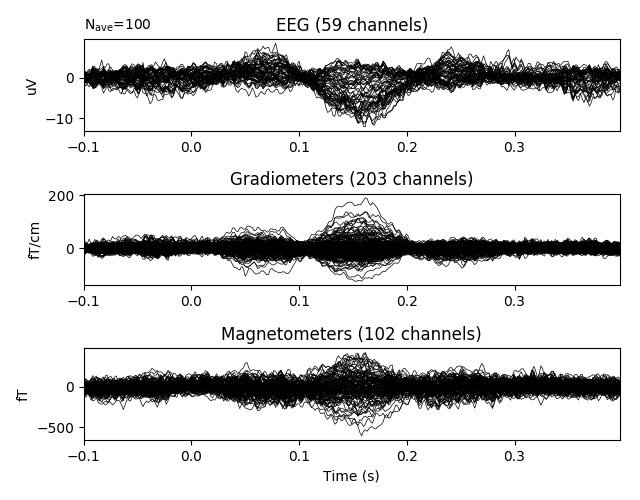 N_ave=100
EEG (59 channels)
uV
0
−10
−0.1 0.0 0.1 0.2 0.3
Gradiometers (203 channels)
fT/cm
200
0
−0.1 0.0 0.1 0.2 0.3
Magnetometers (102 channels)
fT
0
−500
−0.1 0.0 0.1 0.2 0.3
Time (s)